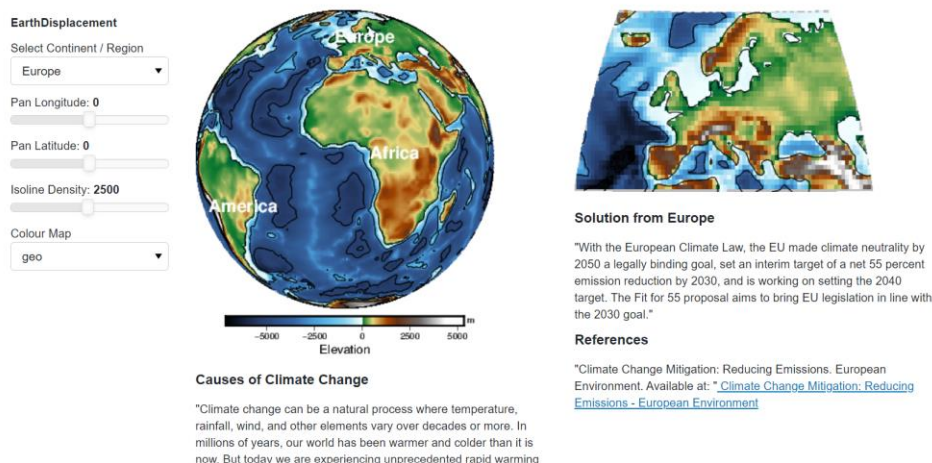 EarthDisplacement
Select Continent / Region
Europe
Pan Longitude: 0
Pan Latitude: 0
Isoline Density: 2500
Colour Map
geo
Europe
Africa
America
m
-5000 -2500 0 2500 5000
Elevation
Causes of Climate Change
"Climate change can be a natural process where temperature,
rainfall, wind, and other elements vary over decades or more. In
millions of years, our world has been warmer and colder than it is
now. But today we are experiencing unprecedented rapid warming
Solution from Europe
"With the European Climate Law, the EU made climate neutrality by
2050 a legally binding goal, set an interim target of a net 55 percent
emission reduction by 2030, and is working on setting the 2040
target. The Fit for 55 proposal aims to bring EU legislation in line with
the 2030 goal."
References
"Climate Change Mitigation: Reducing Emissions. European
Environment. Available at: " Climate Change Mitigation: Reducing
Emissions - European Environment